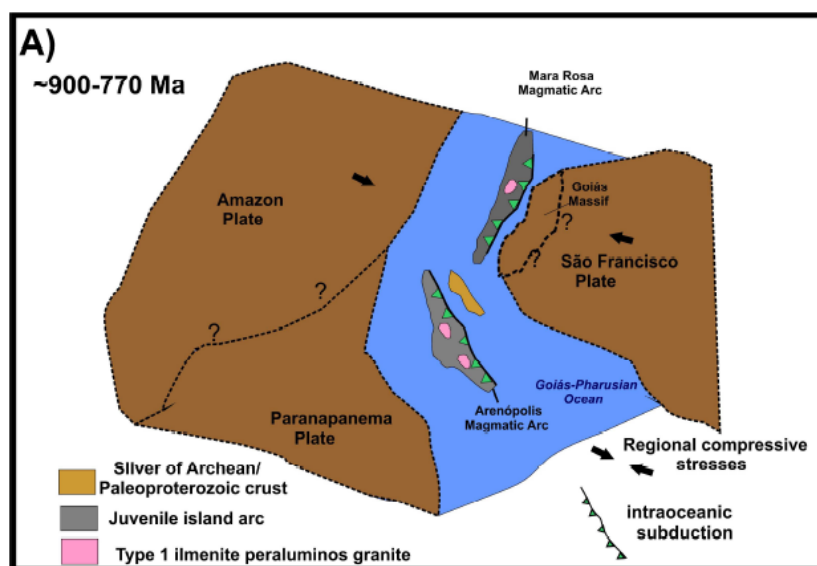 A)
~900-770 Ma
Mara Rosa
Magmatic Arc
Amazon
Plate
Goiás
Massif
?
?
São Francisco
Plate
?
?
Goiás-Pharusian
Ocean
Paranapanema
Plate
Arenópolis
Magmatic Arc
Regional compressive
stresses
Silver of Archean/
Paleoproterozoic crust
Juvenile island arc
intraoceanic
subduction
Type 1 ilmenite peraluminos granite